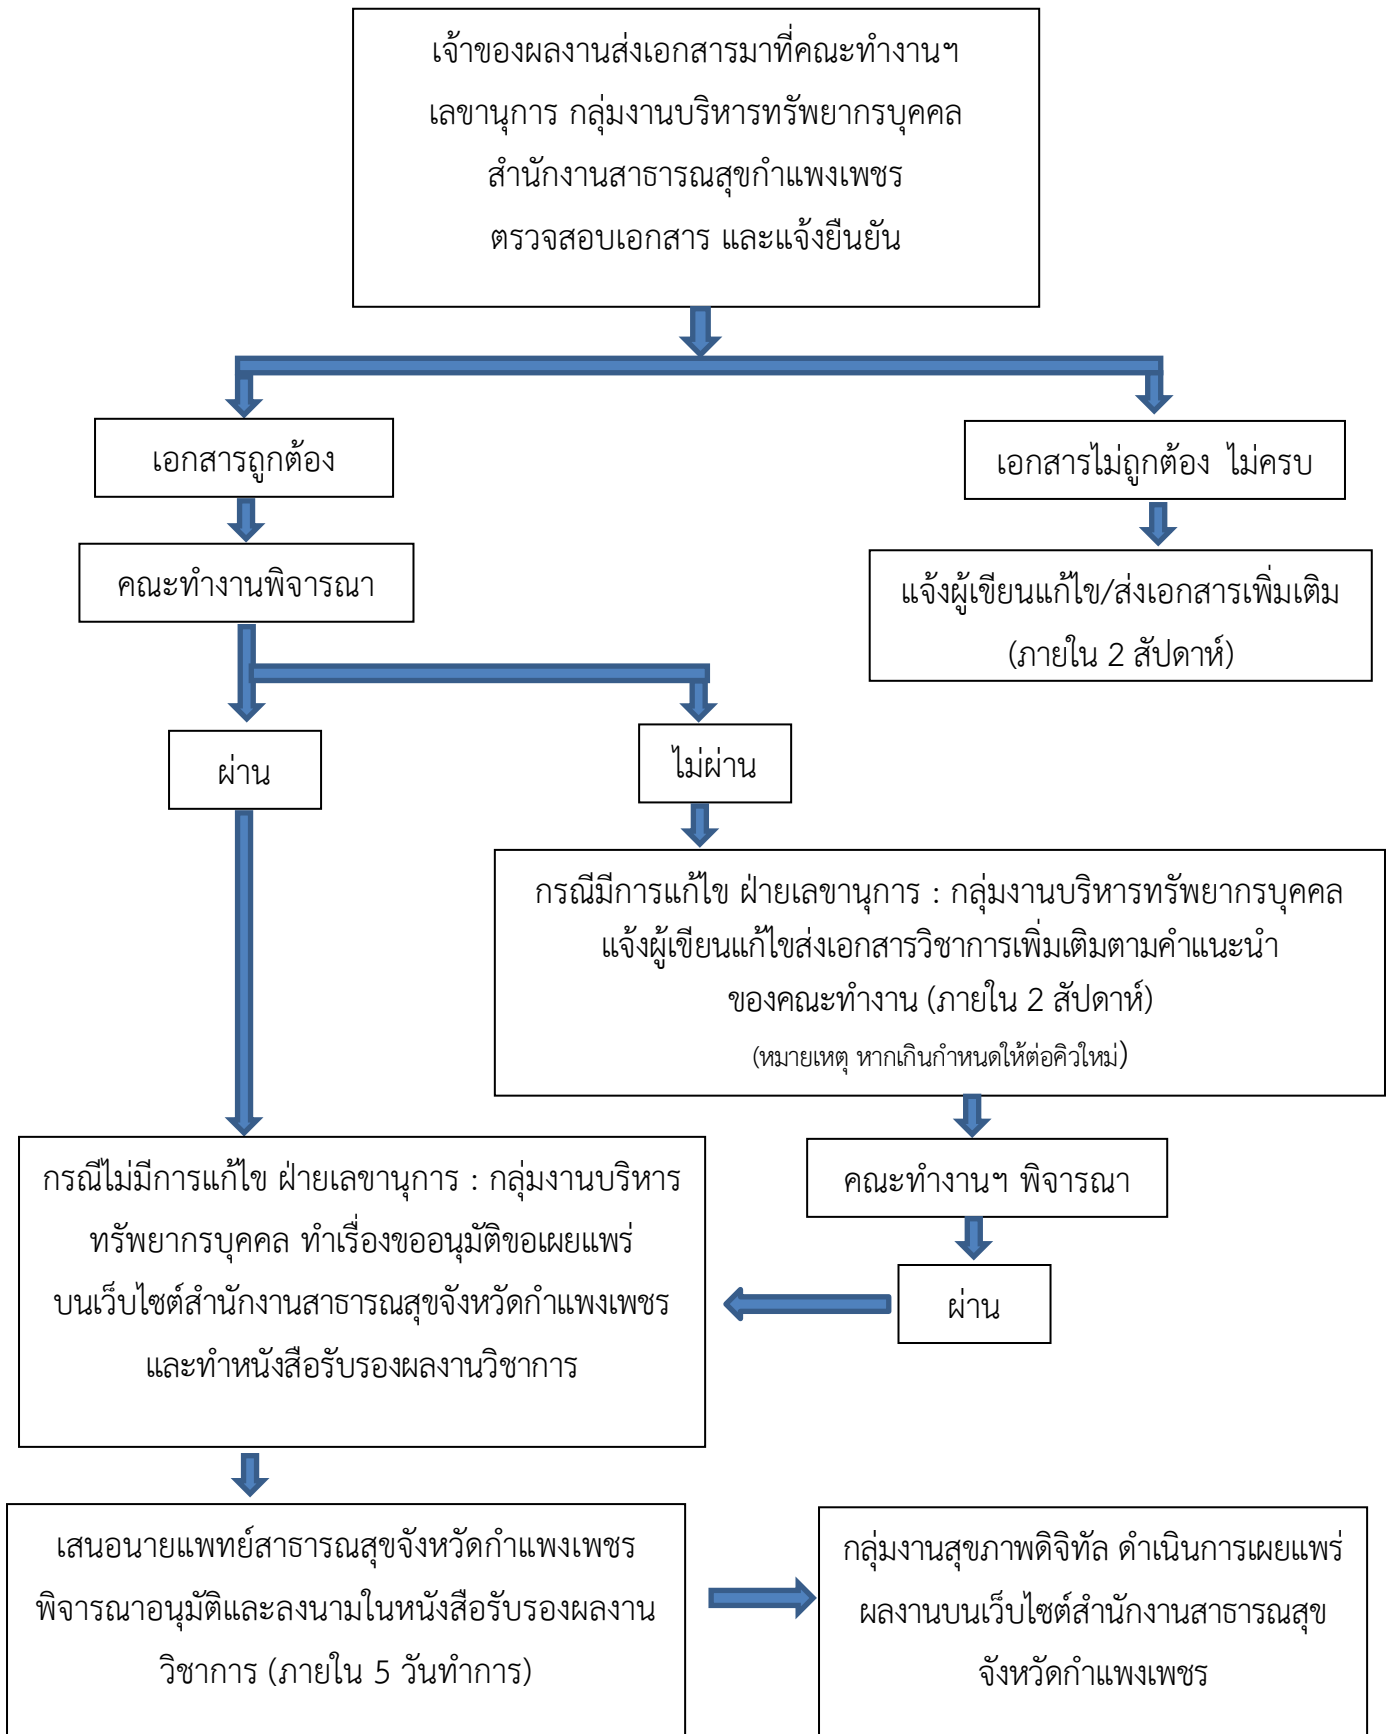 เจ้าของผลงานส่งเอกสารมาที่คณะทำงานฯ
เลขานุการ กลุ่มงานบริหารทรัพยากรบุคคล
สำนักงานสาธารณสุขกำแพงเพชร
ตรวจสอบเอกสาร และแจ้งยืนยัน
เอกสารถูกต้อง
เอกสารไม่ถูกต้อง ไม่ครบ
คณะทำงานพิจารณา
แจ้งผู้เขียนแก้ไข/ส่งเอกสารเพิ่มเติม
(ภายใน 2 สัปดาห์)
ผ่าน
ไม่ผ่าน
กรณีมีการแก้ไข ฝ่ายเลขานุการ : กลุ่มงานบริหารทรัพยากรบุคคล
แจ้งผู้เขียนแก้ไขส่งเอกสารวิชาการเพิ่มเติมตามคำแนะนำ
ของคณะทำงาน (ภายใน 2 สัปดาห์)
(หมายเหตุ หากเกินกำหนดให้ต่อคิวใหม่)
คณะทำงานฯ พิจารณา
ผ่าน
กรณีไม่มีการแก้ไข ฝ่ายเลขานุการ : กลุ่มงานบริหาร
ทรัพยากรบุคคล ทำเรื่องขออนุมัติขอเผยแพร่
บนเว็บไซต์สำนักงานสาธารณสุขจังหวัดกำแพงเพชร
และทำหนังสือรับรองผลงานวิชาการ
เสนอนายแพทย์สาธารณสุขจังหวัดกำแพงเพชร
พิจารณาอนุมัติและลงนามในหนังสือรับรองผลงาน
วิชาการ (ภายใน 5 วันทำการ)
กลุ่มงานสุขภาพดิจิทัล ดำเนินการเผยแพร่
ผลงานบนเว็บไซต์สำนักงานสาธารณสุข
จังหวัดกำแพงเพชร